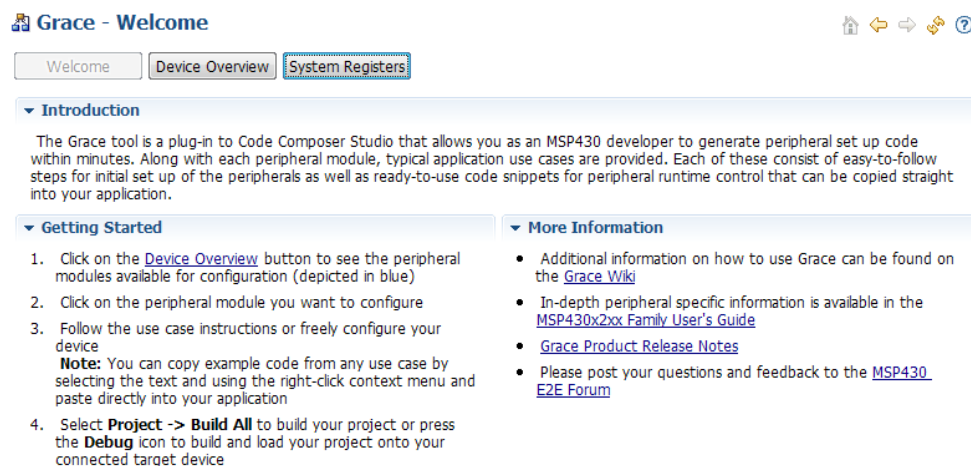 Grace - Welcome
Welcome Device Overview System Registers
Introduction
The Grace tool is a plug-in to Code Composer Studio that allows you as an MSP430 developer to generate peripheral set up code
within minutes. Along with each peripheral module, typical application use cases are provided. Each of these consist of easy-to-follow
steps for initial set up of the peripherals as well as ready-to-use code snippets for peripheral runtime control that can be copied straight
into your application.
Getting Started
1. Click on the Device Overview button to see the peripheral
modules available for configuration (depicted in blue)
2. Click on the peripheral module you want to configure
3. Follow the use case instructions or freely configure your
device
Note: You can copy example code from any use case by
selecting the text and using the right-click context menu and
paste directly into your application
4. Select Project -> Build All to build your project or press
the Debug icon to build and load your project onto your
connected target device
More Information
• Additional information on how to use Grace can be found on
the Grace Wiki
• In-depth peripheral specific information is available in the
MSP430x2xx Family User's Guide
• Grace Product Release Notes
• Please post your questions and feedback to the MSP430
E2E Forum